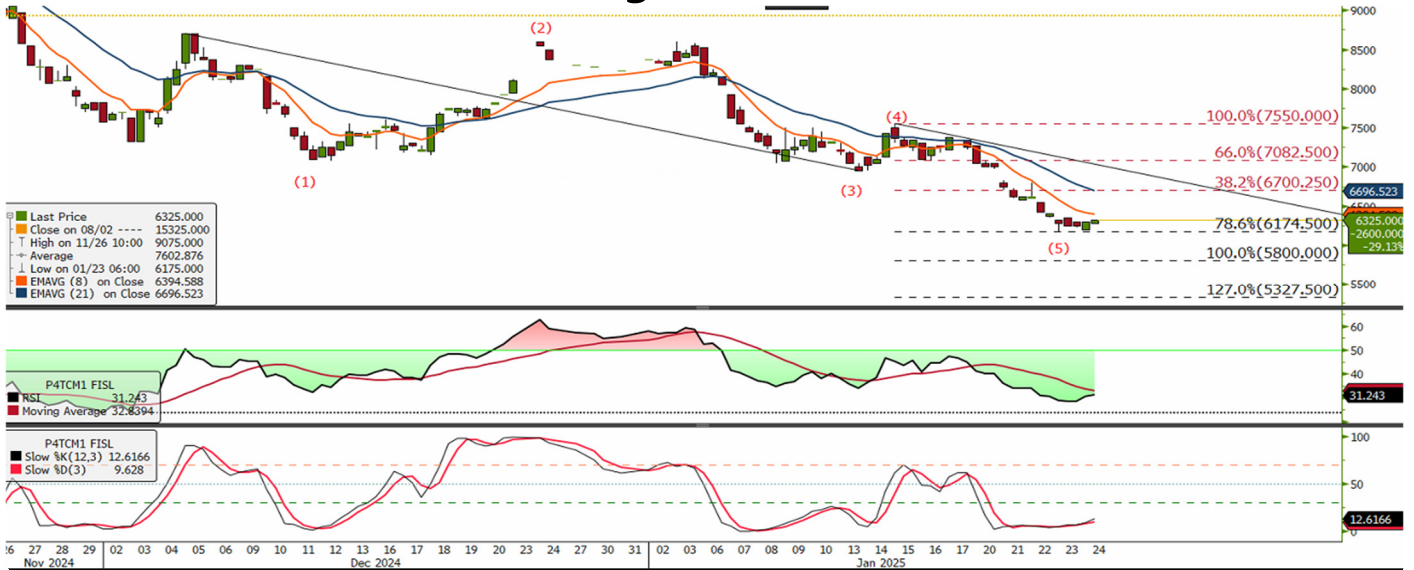 (2)
(4)
(1)
(3)
(5)
100.0%(7550.000)
66.0%(7082.500)
38.2%(6700.250)
78.6%(6174.500)
100.0%(5800.000)
127.0%(5327.500)
9000
8500
8000
7500
7000
6696.523
6325.000
-2600.000
-29.13%
5500
Last Price 6325.000
Close on 08/02 ---- 15325.000
High on 11/26 10:00 9075.000
Average 7602.876
Low on 01/23 06:00 6175.000
EMAVG (8) on Close 6394.588
EMAVG (21) on Close 6696.523
60
50
40
31.243
P4TCM1 FISL
RSI 31.243
Moving Average 32.8394
P4TCM1 FISL
Slow %K(12,3) 12.6166
Slow %D(3) 9.628
100
50
12.6166
0
26 27 28 29 02 03 04 05 06 09 10 11 12 13 16 17 18 19 20 23 24 27 30 31 02 03 06 07 08 09 10 13 14 15 16 17 20 21 22 23 24
Nov 2024 Dec 2024 Jan 2025